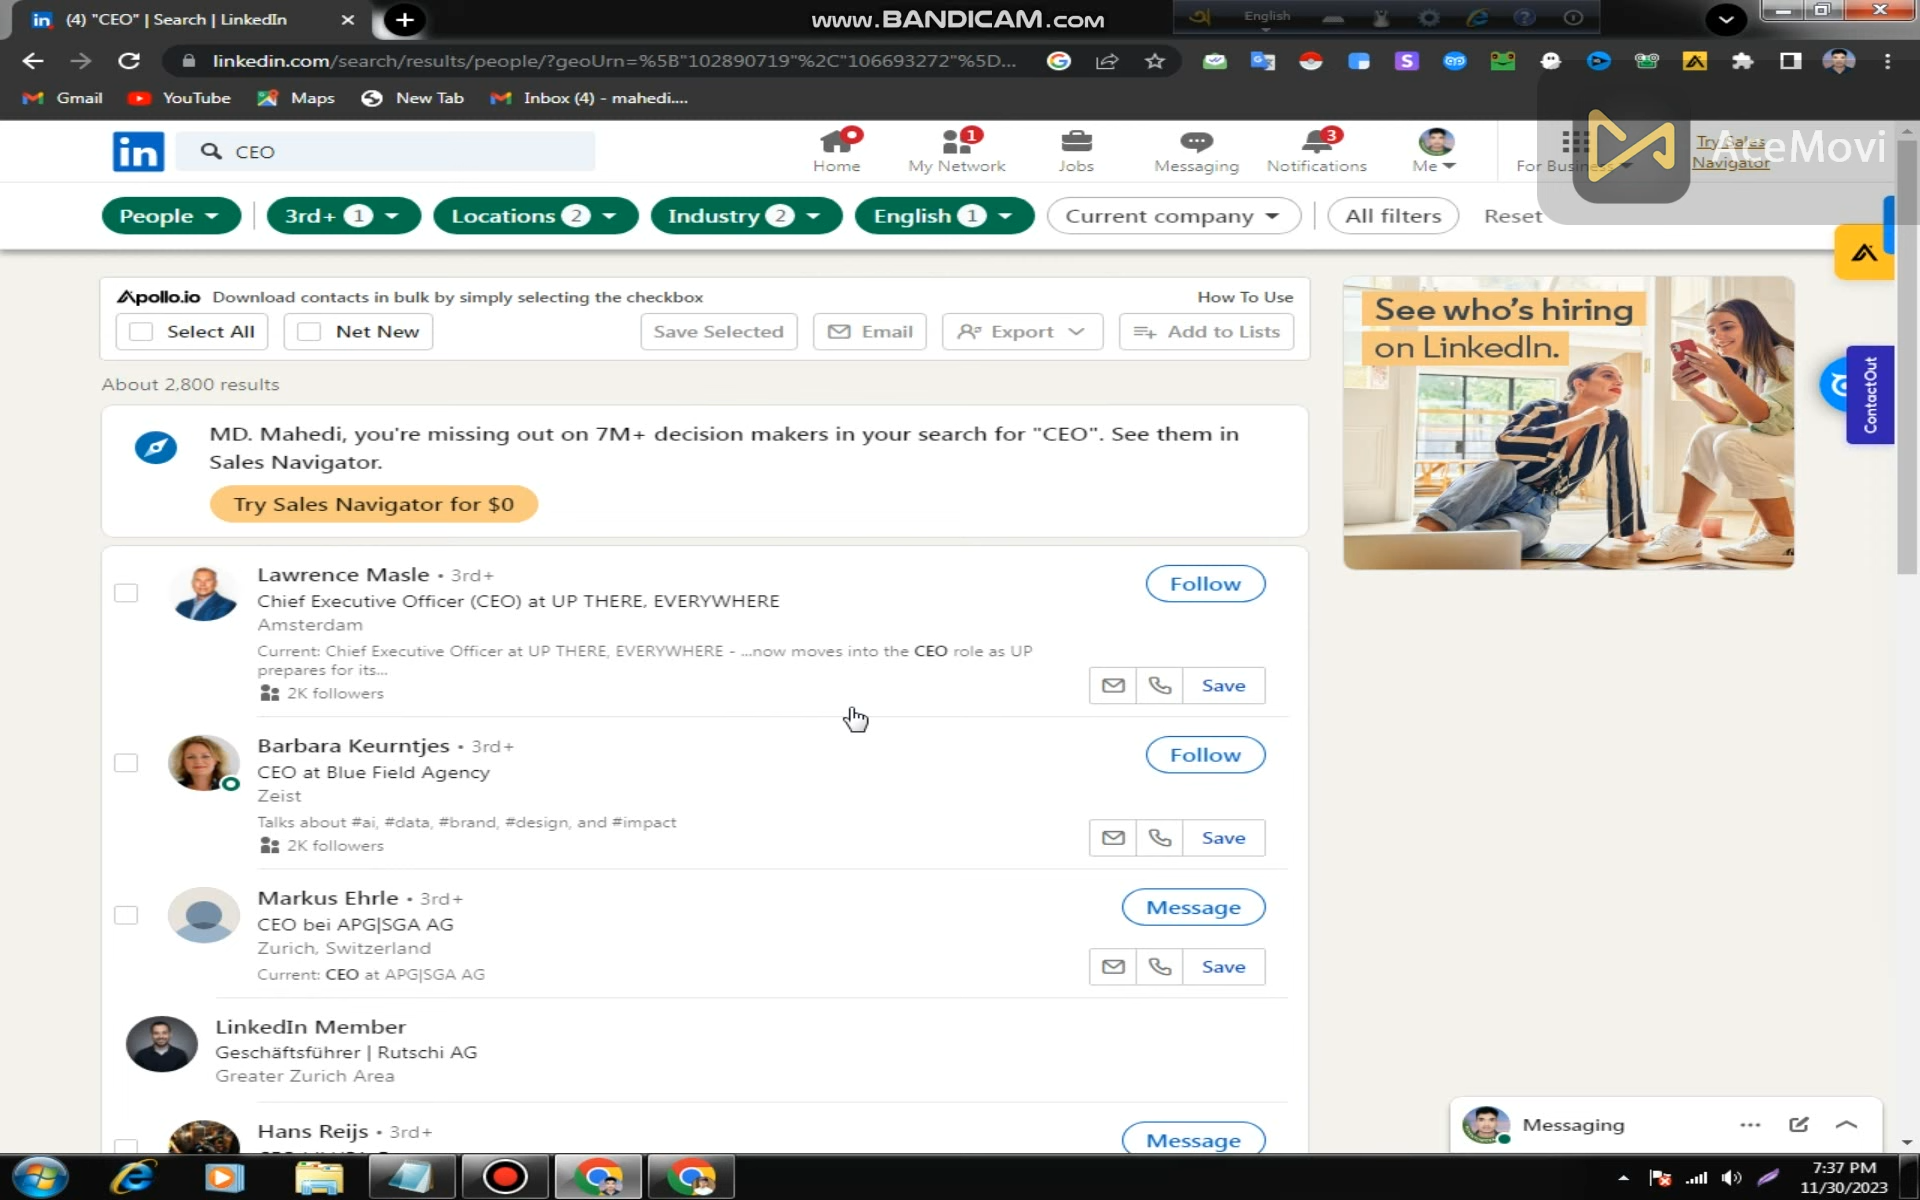 (4) "CEO" | Search | LinkedIn
www.BANDICAM.com
English
linkedin.com/search/results/people/?geoUrn=%5B"102890719"%2C"106693272"%5D...
Gmail
YouTube
Maps
New Tab
Inbox (4) - mahedi....
in
CEO
Home
1
My Network
Jobs
Messaging
3
Notifications
Me
For Business
Try Sales
Navigator
AceMovi
People
3rd+ 1
Locations 2
Industry 2
English 1
Current company
All filters
Reset
Apollo.io Download contacts in bulk by simply selecting the checkbox
How To Use
Select All
Net New
Save Selected
Email
Export
Add to Lists
See who's hiring
on LinkedIn.
ContactOut
About 2,800 results
MD. Mahedi, you're missing out on 7M+ decision makers in your search for "CEO". See them in
Sales Navigator.
Try Sales Navigator for $0
Lawrence Masle • 3rd+
Follow
Chief Executive Officer (CEO) at UP THERE, EVERYWHERE
Amsterdam
Current: Chief Executive Officer at UP THERE, EVERYWHERE - ...now moves into the CEO role as UP
prepares for its...
2K followers
Save
Barbara Keurntjes • 3rd+
Follow
CEO at Blue Field Agency
Zeist
Talks about #ai, #data, #brand, #design, and #impact
2K followers
Save
Markus Ehrle • 3rd+
Message
CEO bei APG|SGA AG
Zurich, Switzerland
Current: CEO at APG|SGA AG
Save
LinkedIn Member
Geschäftsführer | Rutschi AG
Greater Zurich Area
Hans Reijs • 3rd+
Message
Messaging
7:37 PM
11/30/2023